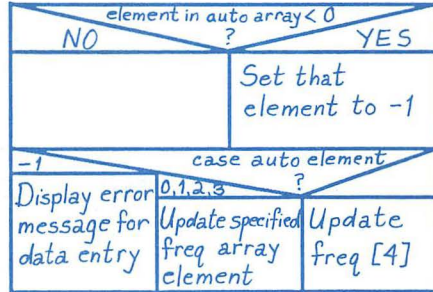 element in auto array < 0
NO ? YES
Set that
element to -1
-1 case auto element
0,1,2,3 ?
Display error
message for
data entry
Update specified
freq array
element
Update
freq [4]